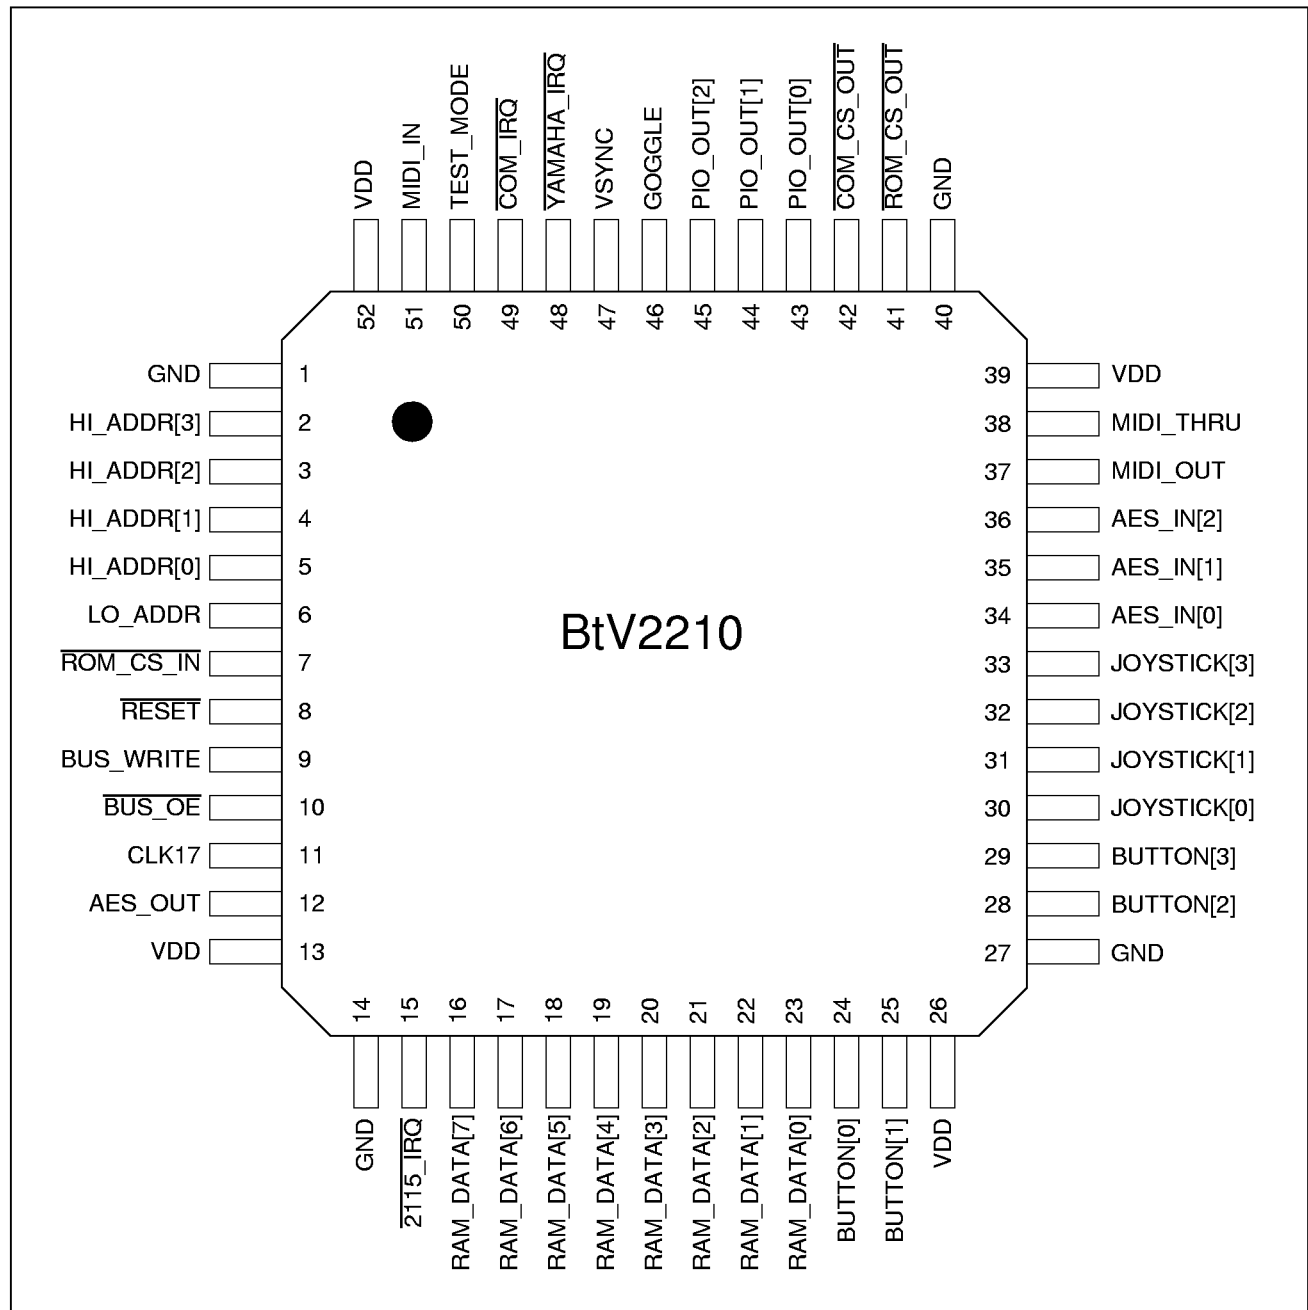 VDD
MIDI_IN
TEST_MODE
COM_IRQ
YAMAHA_IRQ
VSYNC
GOGGLE
PIO_OUT[2]
PIO_OUT[1]
PIO_OUT[0]
COM_CS_OUT
ROM_CS_OUT
GND
52 51 50 49 48 47 46 45 44 43 42 41 40
GND 1
HI_ADDR[3] 2
HI_ADDR[2] 3
HI_ADDR[1] 4
HI_ADDR[0] 5
LO_ADDR 6
ROM_CS_IN 7
RESET 8
BUS_WRITE 9
BUS_OE 10
CLK17 11
AES_OUT 12
VDD 13
BtV2210
39 VDD
38 MIDI_THRU
37 MIDI_OUT
36 AES_IN[2]
35 AES_IN[1]
34 AES_IN[0]
33 JOYSTICK[3]
32 JOYSTICK[2]
31 JOYSTICK[1]
30 JOYSTICK[0]
29 BUTTON[3]
28 BUTTON[2]
27 GND
14 15 16 17 18 19 20 21 22 23 24 25 26
GND
2115_IRQ
RAM_DATA[7]
RAM_DATA[6]
RAM_DATA[5]
RAM_DATA[4]
RAM_DATA[3]
RAM_DATA[2]
RAM_DATA[1]
RAM_DATA[0]
BUTTON[0]
BUTTON[1]
VDD